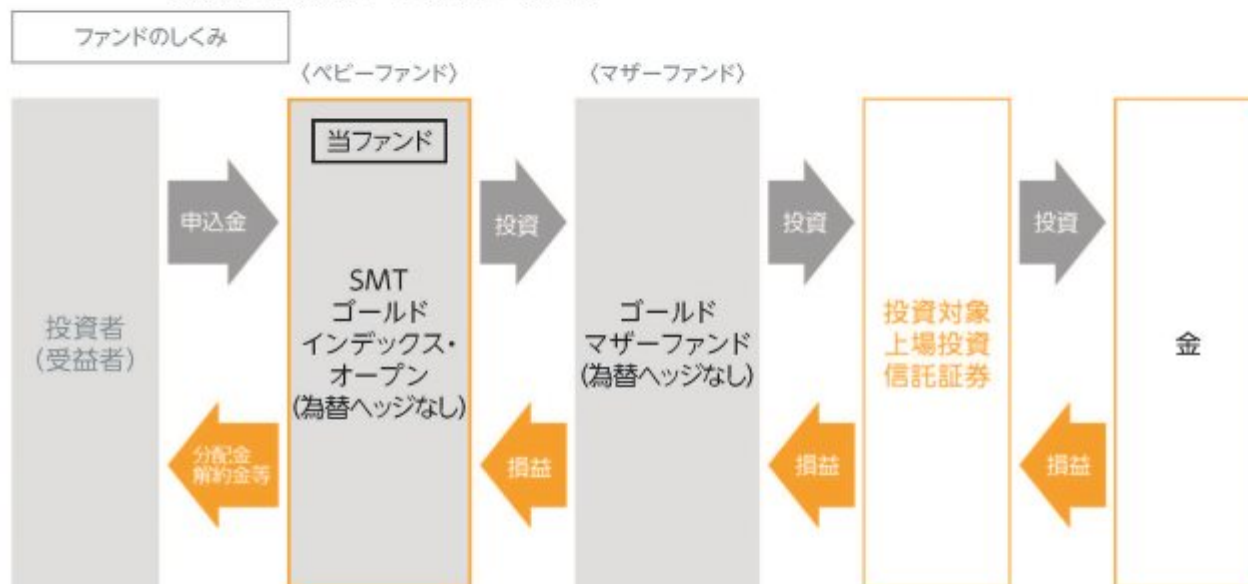 ファンドのしくみ
〈ベビーファンド〉
〈マザーファンド〉
投資者
(受益者)
申込金
分配金
解約金等
当ファンド
SMT
ゴールド
インデックス・
オープン
(為替ヘッジなし)
投資
損益
ゴールド
マザーファンド
(為替ヘッジなし)
投資
損益
投資対象
上場投資
信託証券
投資
損益
金